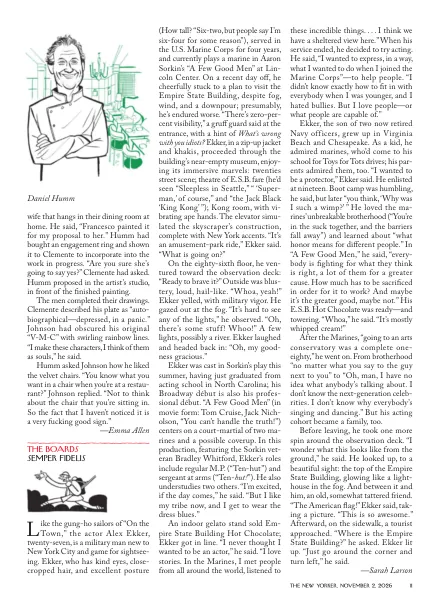 Daniel Humm
wife that hangs in their dining room at
home. He said, "Francesco painted it
for my proposal to her." Humm had
bought an engagement ring and shown
it to Clemente to incorporate into the
work in progress. "Are you sure she's
going to say yes?" Clemente had asked.
Humm proposed in the artist's studio,
in front of the finished painting.
The men completed their drawings.
Clemente described his plate as "auto-
biographical—depressed, in a panic."
Johnson had obscured his original
"V-M-C" with swirling rainbow lines.
"I make these characters, I think of them
as souls," he said.
Humm asked Johnson how he liked
the velvet chairs. "You know what you
want in a chair when you're at a restau-
rant?" Johnson replied. "Not to think
about the chair that you're sitting in.
So the fact that I haven't noticed it is
a very fucking good sign."
—Emma Allen
THE BOARDS
SEMPER FIDELIS
Like the gung-ho sailors of "On the
Town," the actor Alex Ekker,
twenty-seven, is a military man new to
New York City and game for sightsee-
ing. Ekker, who has kind eyes, close-
cropped hair, and excellent posture
(How tall? "Six-two, but people say I'm
six-four for some reason"), served in
the U.S. Marine Corps for four years,
and currently plays a marine in Aaron
Sorkin's "A Few Good Men" at Lin-
coln Center. On a recent day off, he
cheerfully stuck to a plan to visit the
Empire State Building, despite fog,
wind, and a downpour; presumably,
he's endured worse. "There's zero-per-
cent visibility," a gruff guard said at the
entrance, with a hint of What's wrong
with you idiots? Ekker, in a zip-up jacket
and khakis, proceeded through the
building's near-empty museum, enjoy-
ing its immersive marvels: twenties
street scene; theatre of E.S.B. fare (he'd
seen "Sleepless in Seattle," " 'Super-
man,' of course," and "the Jack Black
'King Kong' "); Kong room, with vi-
brating ape hands. The elevator simu-
lated the skyscraper's construction,
complete with New York accents. "It's
an amusement-park ride," Ekker said.
"What is going on?"
On the eighty-sixth floor, he ven-
tured toward the observation deck:
"Ready to brave it?" Outside was blus-
tery, loud, hail-like. "Whoa, yeah!"
Ekker yelled, with military vigor. He
gazed out at the fog. "It's hard to see
any of the lights," he observed. "Oh,
there's some stuff! Whoo!" A few
lights, possibly a river. Ekker laughed
and headed back in: "Oh, my good-
ness gracious."
Ekker was cast in Sorkin's play this
summer, having just graduated from
acting school in North Carolina; his
Broadway debut is also his profes-
sional debut. "A Few Good Men" (in
movie form: Tom Cruise, Jack Nich-
olson, "You can't handle the truth!")
centers on a court-martial of two ma-
rines and a possible coverup. In this
production, featuring the Sorkin vet-
eran Bradley Whitford, Ekker's roles
include regular M.P. ("Ten-hut") and
sergeant at arms ("Ten-hut!"). He also
understudies two others. "I'm excited,
if the day comes," he said. "But I like
my tribe now, and I get to wear the
dress blues."
An indoor gelato stand sold Em-
pire State Building Hot Chocolate;
Ekker got in line. "I never thought I
wanted to be an actor," he said. "I love
stories. In the Marines, I met people
from all around the world, listened to
these incredible things. . . . I think we
have a sheltered view here." When his
service ended, he decided to try acting.
He said, "I wanted to express, in a way,
what I wanted to do when I joined the
Marine Corps"—to help people. "I
didn't know exactly how to fit in with
everybody when I was younger, and I
hated bullies. But I love people—or
what people are capable of."
Ekker, the son of two now retired
Navy officers, grew up in Virginia
Beach and Chesapeake. As a kid, he
admired marines, who'd come to his
school for Toys for Tots drives; his par-
ents admired them, too. "I wanted to
be a protector," Ekker said. He enlisted
at nineteen. Boot camp was humbling,
he said, but later "you think, 'Why was
I such a wimp?' " He loved the ma-
rines' unbreakable brotherhood ("You're
in the suck together, and the barriers
fall away") and learned about "what
honor means for different people." In
"A Few Good Men," he said, "every-
body is fighting for what they think
is right, a lot of them for a greater
cause. How much has to be sacrificed
in order for it to work? And maybe
it's the greater good, maybe not." His
E.S.B. Hot Chocolate was ready—and
towering. "Whoa," he said. "It's mostly
whipped cream!"
After the Marines, "going to an arts
conservatory was a complete one-
eighty," he went on. From brotherhood
"no matter what you say to the guy
next to you" to "Oh, man, I have no
idea what anybody's talking about. I
don't know the next-generation celeb-
rities. I don't know why everybody's
singing and dancing." But his acting
cohort became a family, too.
Before leaving, he took one more
spin around the observation deck. "I
wonder what this looks like from the
ground," he said. He looked up, to a
beautiful sight: the top of the Empire
State Building, glowing like a light-
house in the fog. And between it and
him, an old, somewhat tattered friend.
"The American flag!" Ekker said, tak-
ing a picture. "This is so awesome."
Afterward, on the sidewalk, a tourist
approached. "Where is the Empire
State Building?" he asked. Ekker lit
up. "Just go around the corner and
turn left," he said.
—Sarah Larson
THE NEW YORKER, NOVEMBER 2, 2026 8